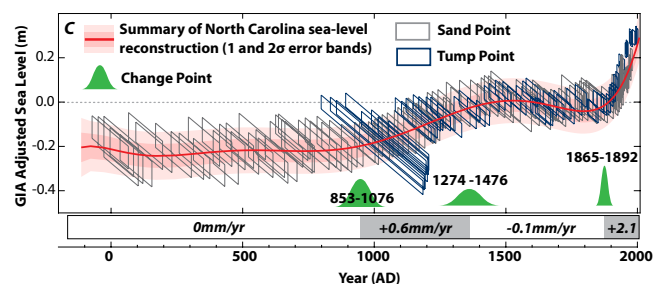 C
Summary of North Carolina sea-level
reconstruction (1 and 2σ error bands)
Change Point
Sand Point
Tump Point
GIA Adjusted Sea Level (m)
0.2
0.0
-0.2
-0.4
853-1076
1274 -1476
1865-1892
0mm/yr
+0.6mm/yr
-0.1mm/yr
+2.1
0
500
1000
1500
2000
Year (AD)